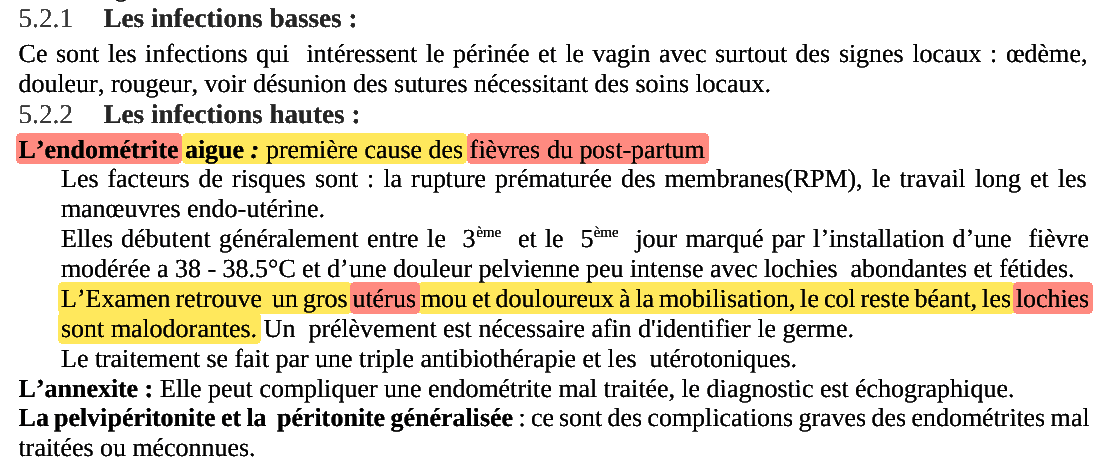 5.2.1 Les infections basses :
Ce sont les infections qui intéressent le périnée et le vagin avec surtout des signes locaux : œdème,
douleur, rougeur, voir désunion des sutures nécessitant des soins locaux.
5.2.2 Les infections hautes :
L’endométrite aigue : première cause des fièvres du post-partum
Les facteurs de risques sont : la rupture prématurée des membranes(RPM), le travail long et les
manœuvres endo-utérine.
Elles débutent généralement entre le 3ème et le 5ème jour marqué par l’installation d’une fièvre
modérée a 38 - 38.5°C et d’une douleur pelvienne peu intense avec lochies abondantes et fétides.
L’Examen retrouve un gros utérus mou et douloureux à la mobilisation, le col reste béant, les lochies
sont malodorantes. Un prélèvement est nécessaire afin d'identifier le germe.
Le traitement se fait par une triple antibiothérapie et les utérotoniques.
L’annexite : Elle peut compliquer une endométrite mal traitée, le diagnostic est échographique.
La pelvipéritonite et la péritonite généralisée : ce sont des complications graves des endométrites mal
traitées ou méconnues.